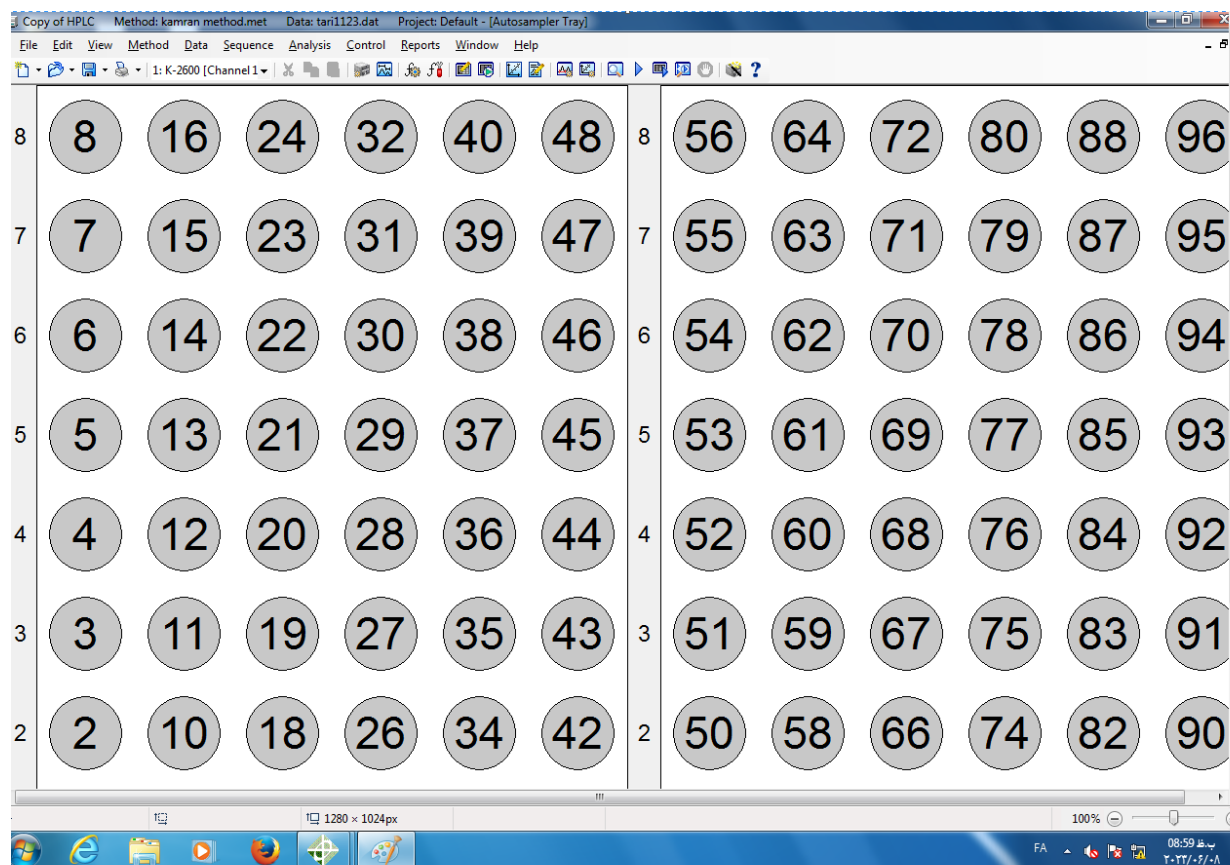 Copy of HPLC Method: kamran method.met Data: tari1123.dat Project: Default - [Autosampler Tray]
File Edit View Method Data Sequence Analysis Control Reports Window Help
1: K-2600 [Channel 1
8 8 16 24 32 40 48 8 56 64 72 80 88 96
7 7 15 23 31 39 47 7 55 63 71 79 87 95
6 6 14 22 30 38 46 6 54 62 70 78 86 94
5 5 13 21 29 37 45 5 53 61 69 77 85 93
4 4 12 20 28 36 44 4 52 60 68 76 84 92
3 3 11 19 27 35 43 3 51 59 67 75 83 91
2 2 10 18 26 34 42 2 50 58 66 74 82 90
1280 × 1024px 100%
FA 08:59 ب.ظ
۲۰۲۲/۰۶/۰۸